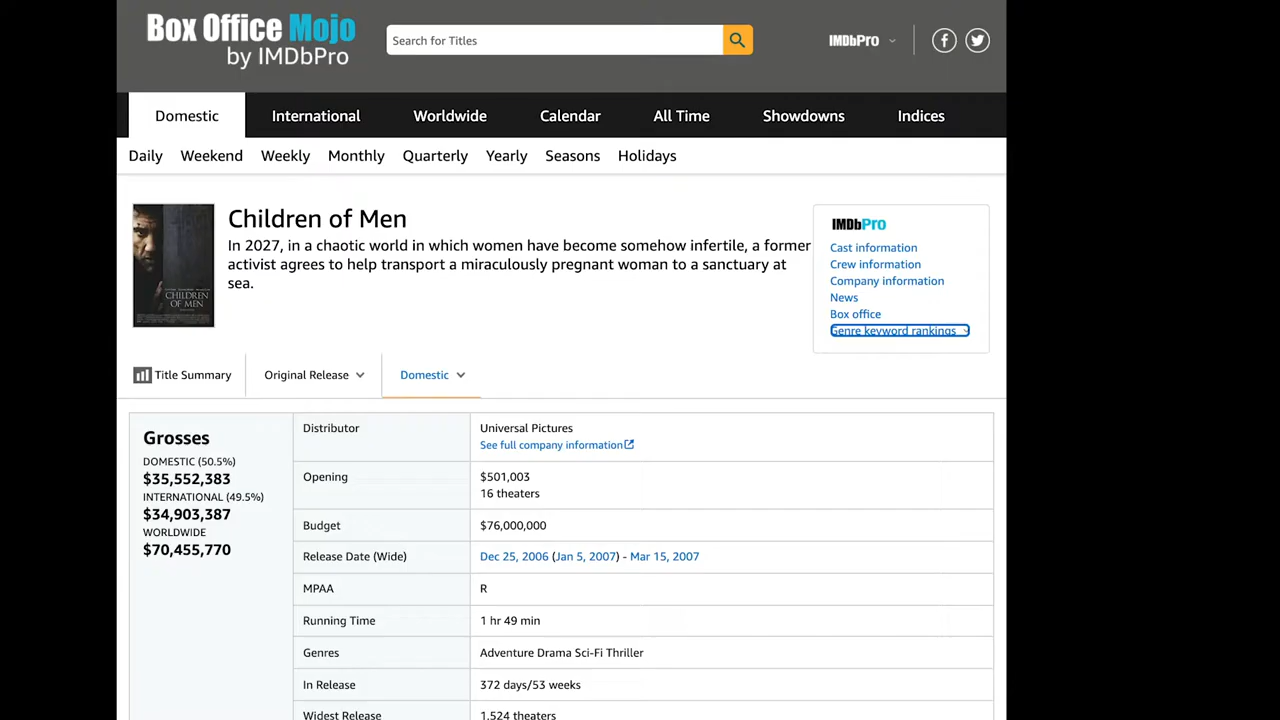 Box Office Mojo
by IMDbPro
Search for Titles
IMDbPro
Domestic International Worldwide Calendar All Time Showdowns Indices
Daily Weekend Weekly Monthly Quarterly Yearly Seasons Holidays
Children of Men
In 2027, in a chaotic world in which women have become somehow infertile, a former
activist agrees to help transport a miraculously pregnant woman to a sanctuary at
sea.
CHILDREN
OF MEN
IMDbPro
Cast information
Crew information
Company information
News
Box office
Genre keyword rankings
Title Summary Original Release Domestic
Grosses
DOMESTIC (50.5%)
$35,552,383
INTERNATIONAL (49.5%)
$34,903,387
WORLDWIDE
$70,455,770
Distributor Universal Pictures
See full company information
Opening $501,003
16 theaters
Budget $76,000,000
Release Date (Wide) Dec 25, 2006 (Jan 5, 2007) - Mar 15, 2007
MPAA R
Running Time 1 hr 49 min
Genres Adventure Drama Sci-Fi Thriller
In Release 372 days/53 weeks
Widest Release 1,524 theaters